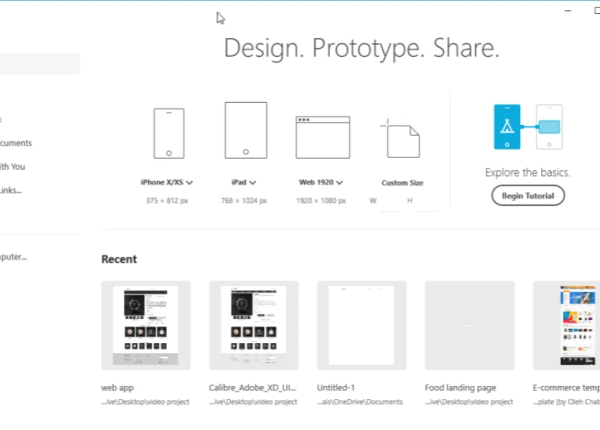 Design. Prototype. Share.
cuments
ith You
inks...
mputer...
iPhone X/XS
375 × 812 px
iPad
768 × 1024 px
Web 1920
1920 × 1080 px
Custom Size
W H
Explore the basics.
Begin Tutorial
Recent
web app
...ive\Desktop\video project
Calibre_Adobe_XD_UI...
...ive\Desktop\video project
Untitled-1
...als\OneDrive\Documents
Food landing page
...ive\Desktop\video project
E-commerce temp
...plate (by Oleh Chab